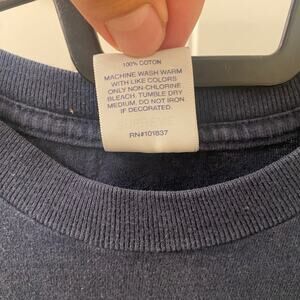 100% COTTON
MACHINE WASH WARM
WITH LIKE COLORS
ONLY NON-CHLORINE
BLEACH. TUMBLE DRY
MEDIUM. DO NOT IRON
IF DECORATED.
RN#101837